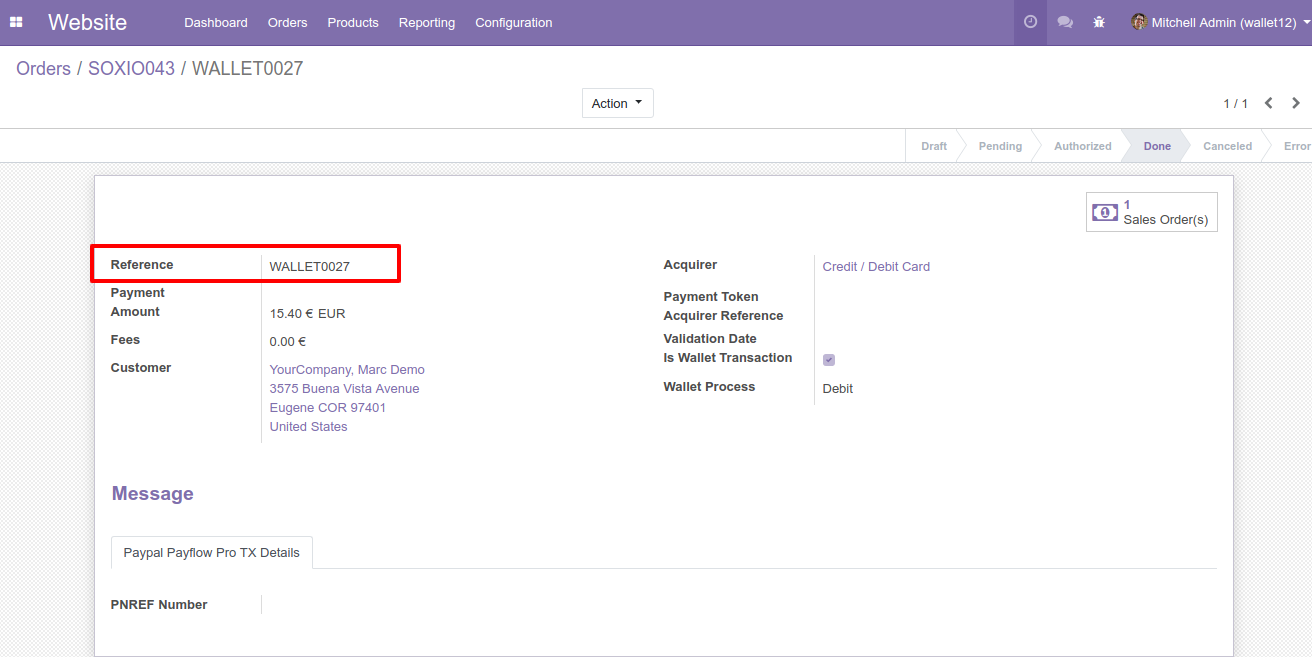 Website Dashboard Orders Products Reporting Configuration Mitchell Admin (wallet12)
Orders / SOXIO043 / WALLET0027
Action 1 / 1
Draft Pending Authorized Done Canceled Error
1
Sales Order(s)
Reference WALLET0027
Payment
Amount 15.40 € EUR
Fees 0.00 €
Customer YourCompany, Marc Demo
3575 Buena Vista Avenue
Eugene COR 97401
United States
Acquirer Credit / Debit Card
Payment Token
Acquirer Reference
Validation Date
Is Wallet Transaction
Wallet Process Debit
Message
Paypal Payflow Pro TX Details
PNREF Number